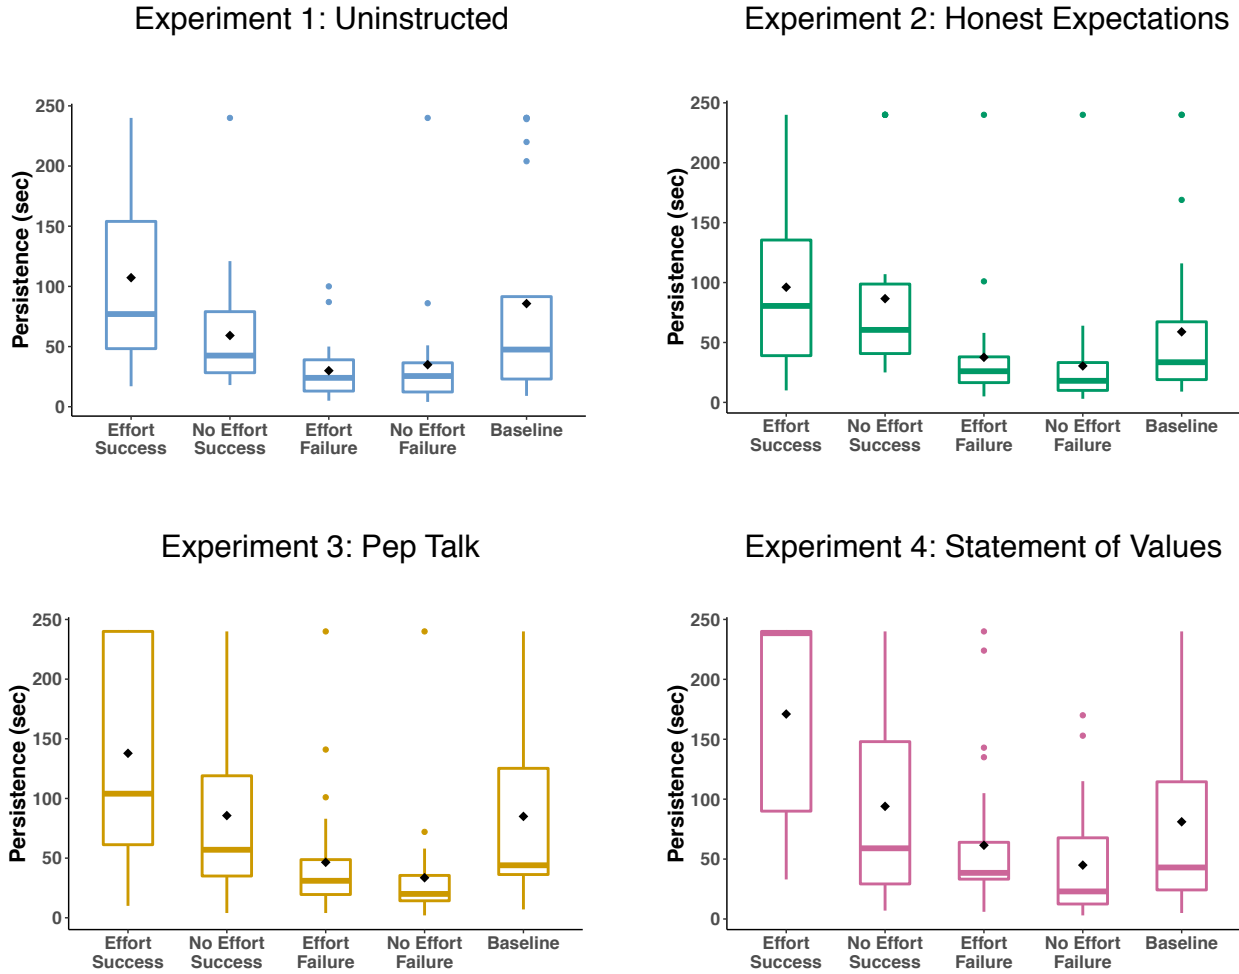 Experiment 1: Uninstructed
Persistence (sec)
250
200
150
100
50
0
Effort Success
No Effort Success
Effort Failure
No Effort Failure
Baseline
Experiment 2: Honest Expectations
Persistence (sec)
250
200
150
100
50
0
Effort Success
No Effort Success
Effort Failure
No Effort Failure
Baseline
Experiment 3: Pep Talk
Persistence (sec)
250
200
150
100
50
0
Effort Success
No Effort Success
Effort Failure
No Effort Failure
Baseline
Experiment 4: Statement of Values
Persistence (sec)
250
200
150
100
50
0
Effort Success
No Effort Success
Effort Failure
No Effort Failure
Baseline